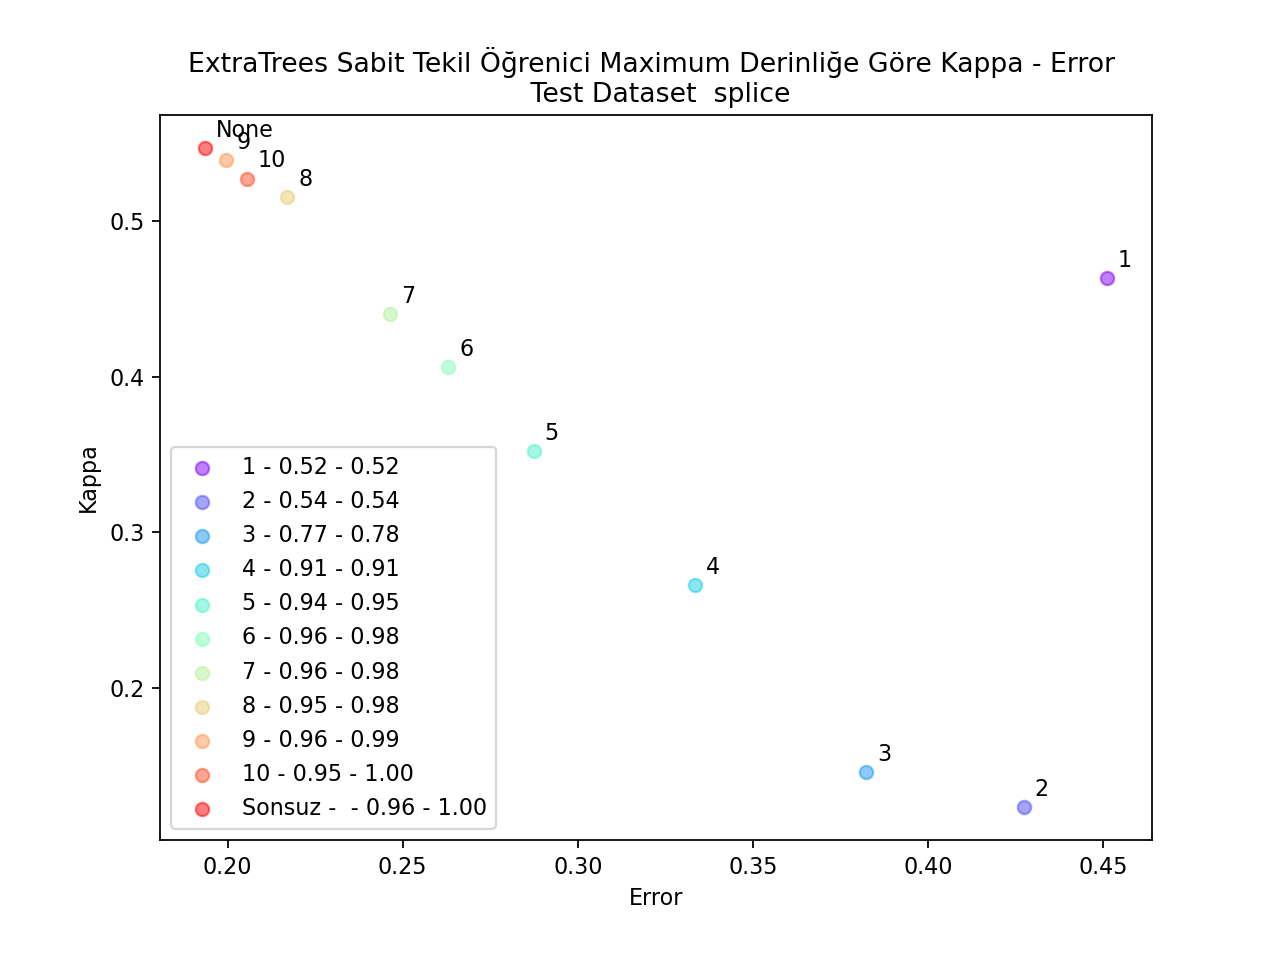 ExtraTrees Sabit Tekil Öğrenici Maximum Derinliğe Göre Kappa - Error
Test Dataset  splice
None
9
10
8
1
7
6
5
4
3
2
0.5
0.4
0.3
0.2
Kappa
1 - 0.52 - 0.52
2 - 0.54 - 0.54
3 - 0.77 - 0.78
4 - 0.91 - 0.91
5 - 0.94 - 0.95
6 - 0.96 - 0.98
7 - 0.96 - 0.98
8 - 0.95 - 0.98
9 - 0.96 - 0.99
10 - 0.95 - 1.00
Sonsuz -  - 0.96 - 1.00
0.20 0.25 0.30 0.35 0.40 0.45
Error